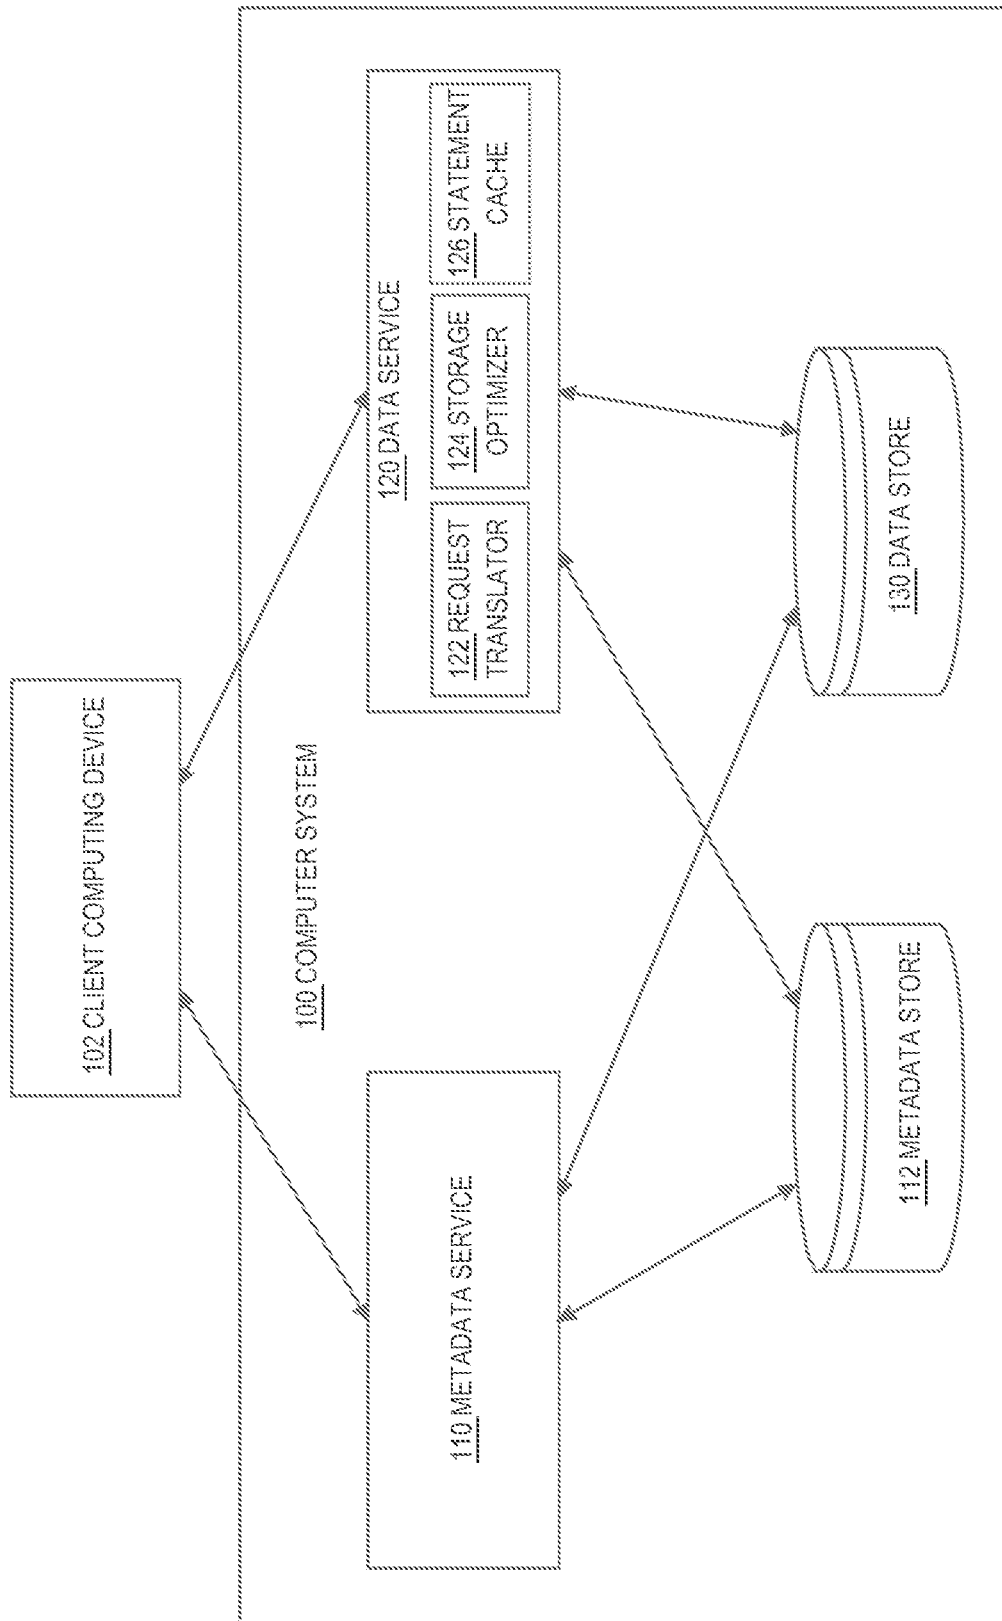 102 CLIENT COMPUTING DEVICE
100 COMPUTER SYSTEM
110 METADATA SERVICE
120 DATA SERVICE
122 REQUEST
TRANSLATOR
124 STORAGE
OPTIMIZER
126 STATEMENT
CACHE
112 METADATA STORE
130 DATA STORE